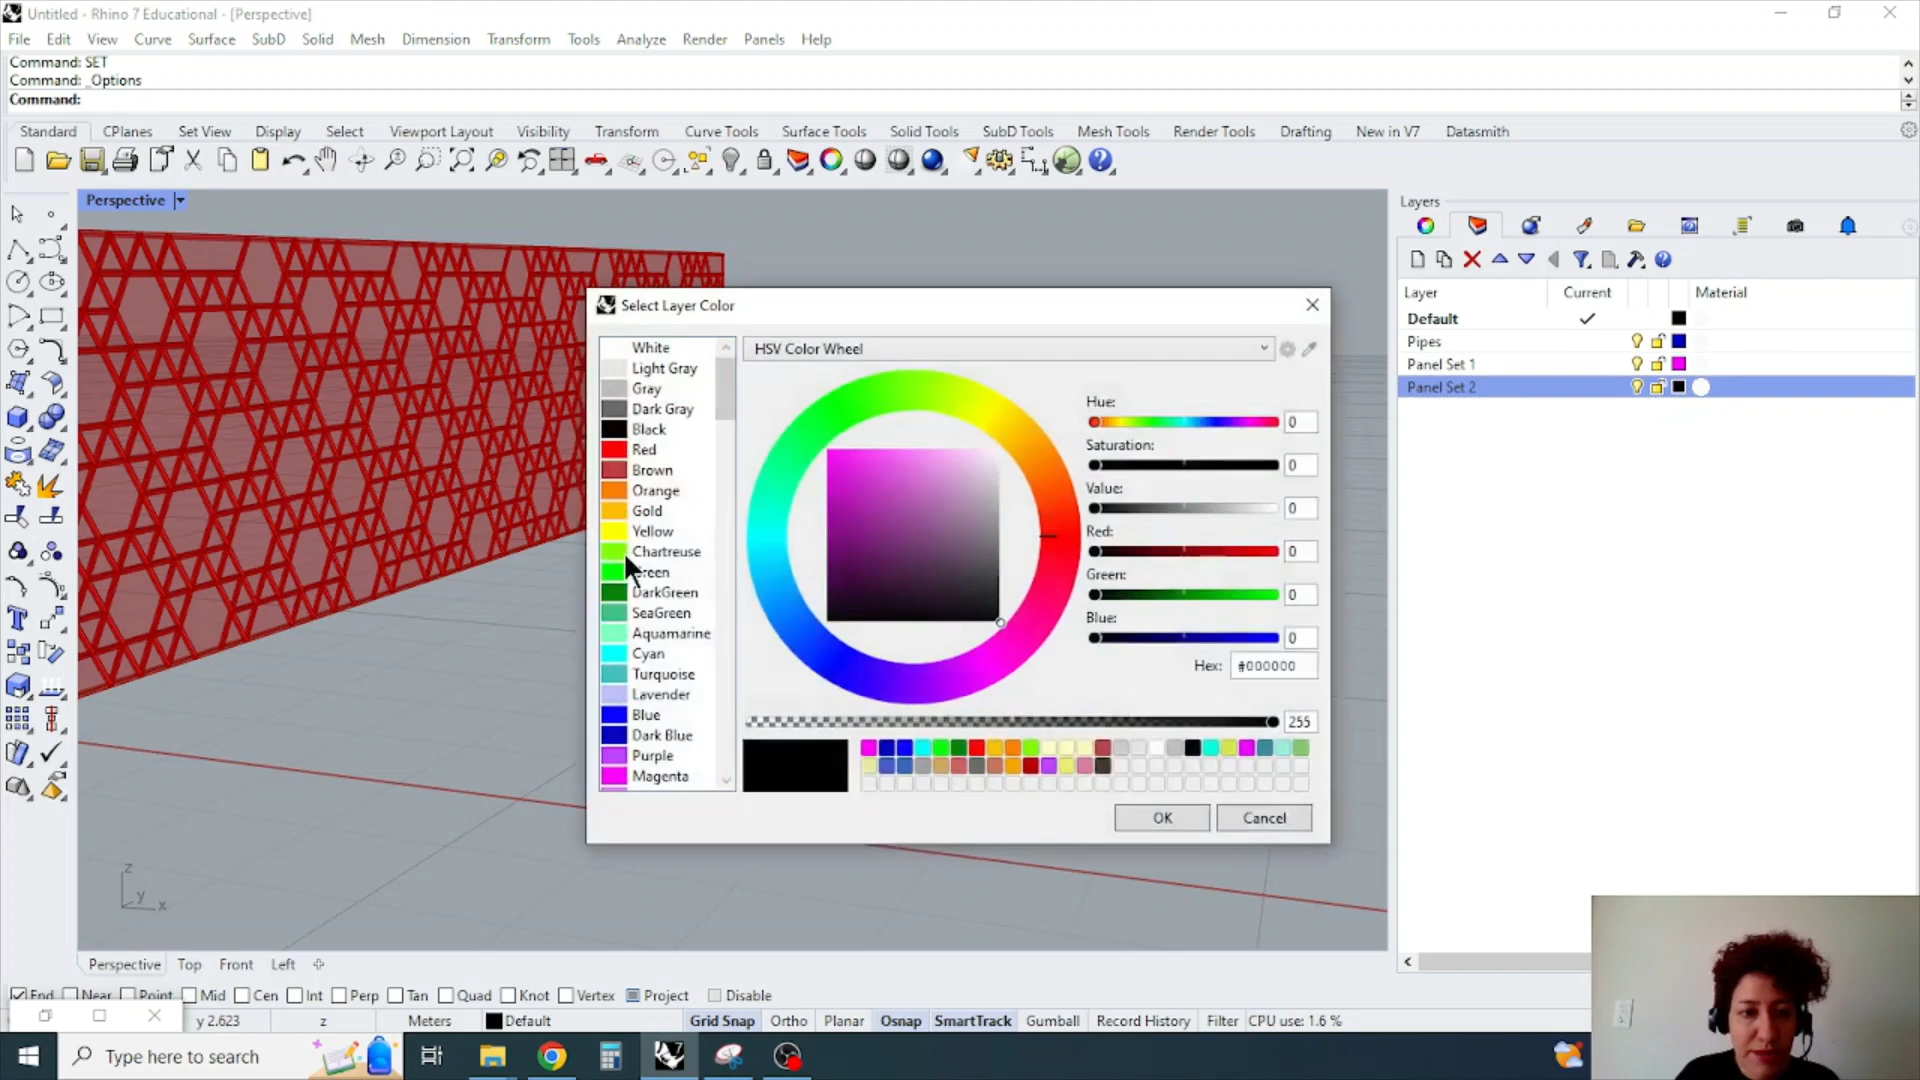 Untitled - Rhino 7 Educational - [Perspective]
File Edit View Curve Surface SubD Solid Mesh Dimension Transform Tools Analyze Render Panels Help
Command: SET
Command: _Options
Command:
Standard CPlanes Set View Display Select Viewport Layout Visibility Transform Curve Tools Surface Tools Solid Tools SubD Tools Mesh Tools Render Tools Drafting New in V7 Datasmith
Perspective
Layers
Layer Current Material
Default
Pipes
Panel Set 1
Panel Set 2
Select Layer Color
White
Light Gray
Gray
Dark Gray
Black
Red
Brown
Orange
Gold
Yellow
Chartreuse
Green
DarkGreen
SeaGreen
Aquamarine
Cyan
Turquoise
Lavender
Blue
Dark Blue
Purple
Magenta
HSV Color Wheel
Hue: 0
Saturation: 0
Value: 0
Red: 0
Green: 0
Blue: 0
Hex: #000000
255
OK Cancel
z
y
x
Perspective Top Front Left
End Near Point Mid Cen Int Perp Tan Quad Knot Vertex Project Disable
y 2.623 z Meters Default Grid Snap Ortho Planar Osnap SmartTrack Gumball Record History Filter CPU use: 1.6 %
Type here to search